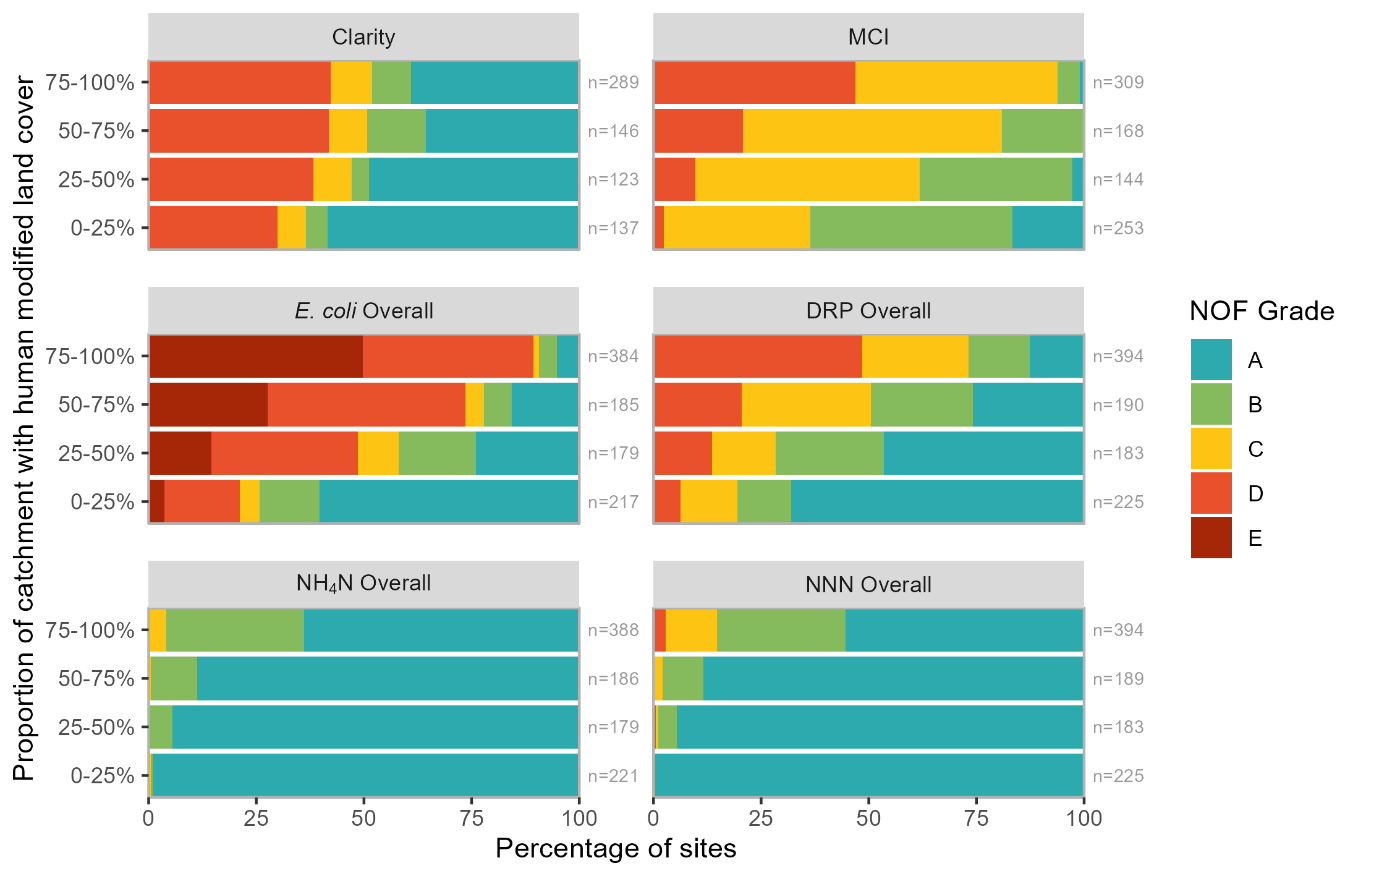 Clarity
MCI
75-100%
n=289
n=309
50-75%
n=146
n=168
25-50%
n=123
n=144
0-25%
n=137
n=253
E. coli Overall
DRP Overall
75-100%
n=384
n=394
50-75%
n=185
n=190
25-50%
n=179
n=183
0-25%
n=217
n=225
NH₄N Overall
NNN Overall
75-100%
n=388
n=394
50-75%
n=186
n=189
25-50%
n=179
n=183
0-25%
n=221
n=225
0 25 50 75 100
0 25 50 75 100
Percentage of sites
Proportion of catchment with human modified land cover
NOF Grade
A
B
C
D
E